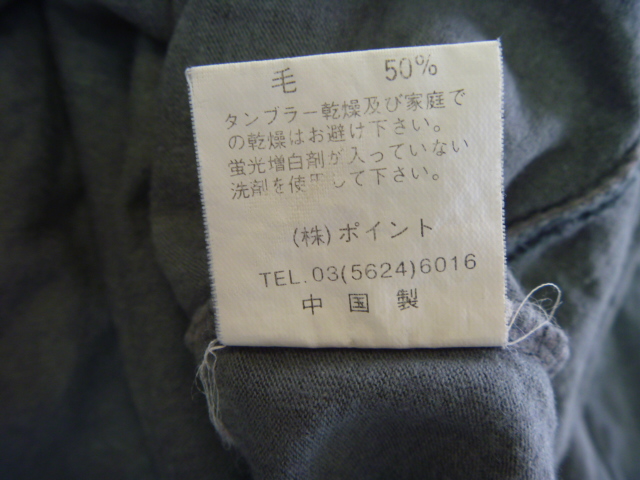 毛 50%
タンブラー乾燥及び家庭で
の乾燥はお避け下さい。
蛍光増白剤が入っていない
洗剤を使用して下さい。
(株)ポイント
TEL.03(5624)6016
中国製